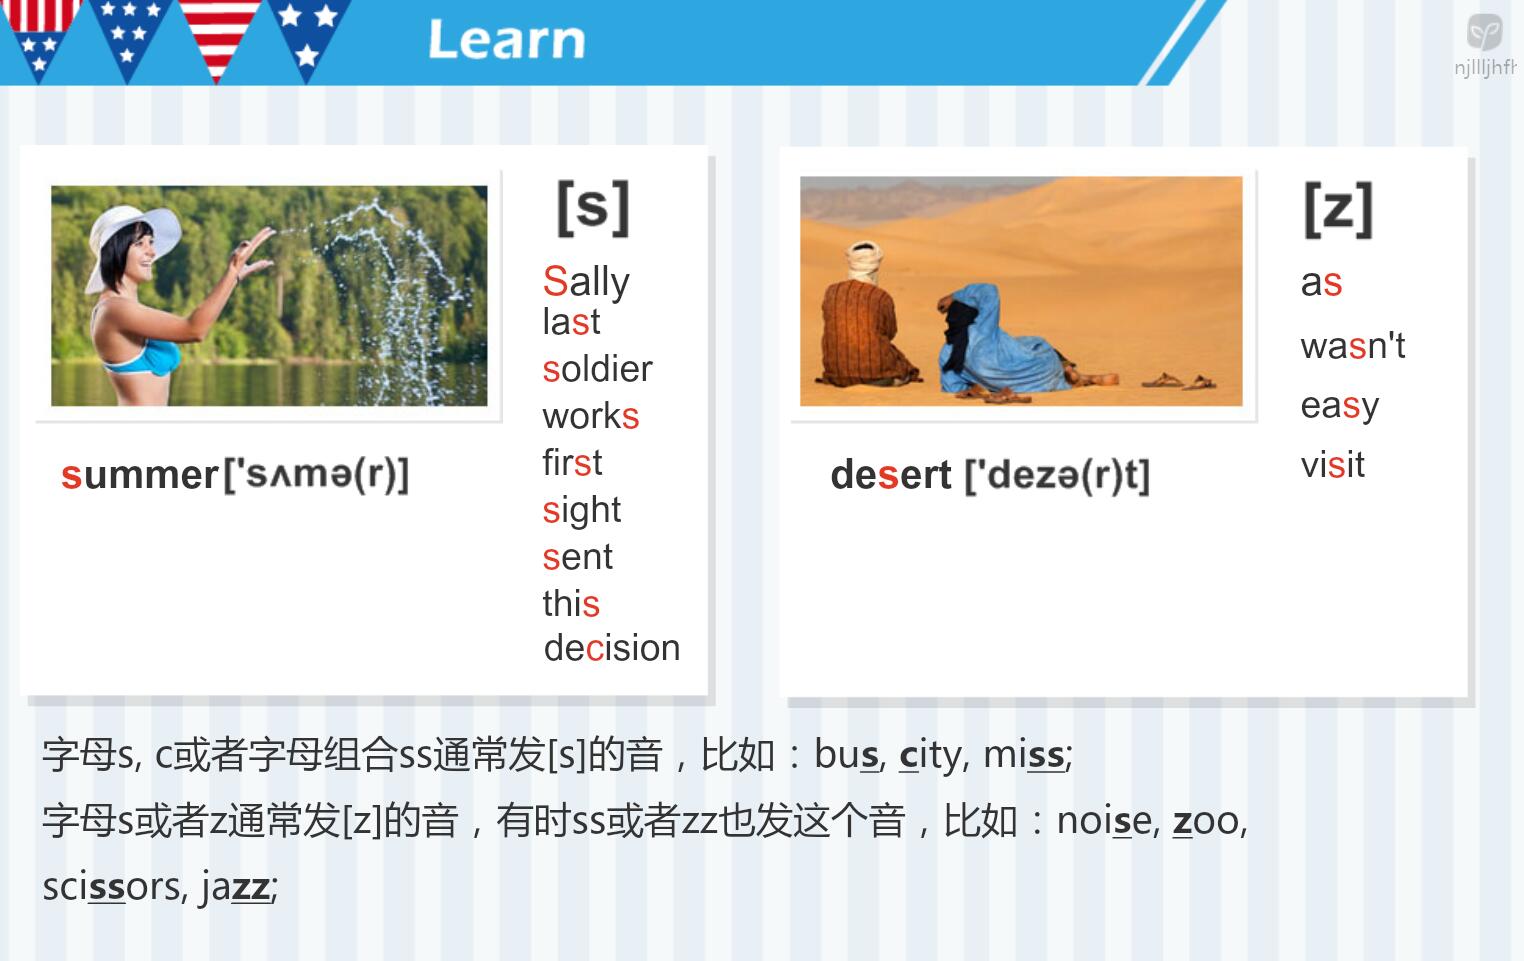 Learn
njllljhfh
[s]
Sally
last
soldier
works
first
sight
sent
this
decision
summer['sʌmə(r)]
[z]
as
wasn't
easy
visit
desert ['dezə(r)t]
字母s, c或者字母组合ss通常发[s]的音，比如：bus, city, miss;
字母s或者z通常发[z]的音，有时ss或者zz也发这个音，比如：noise, zoo,
scissors, jazz;